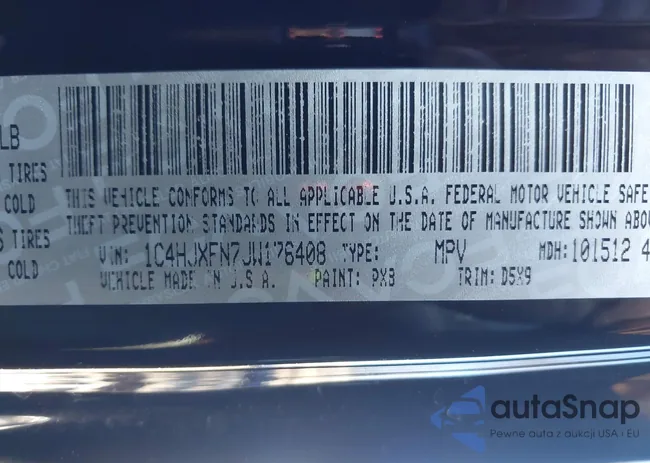 LB
TIRES
COLD
TIRES
COLD
THIS VEHICLE CONFORMS TO ALL APPLICABLE U.S.A. FEDERAL MOTOR VEHICLE SAFE
THEFT PREVENTION STANDARDS IN EFFECT ON THE DATE OF MANUFACTURE SHOWN ABOV
VIN: 1C4HJXFN7JW176408 TYPE: MPV MDH: 101512 4
VEHICLE MADE IN U.S.A. PAINT: PX8 TRIM: D5X9
autaSnap
Pewne auta z aukcji USA i EU